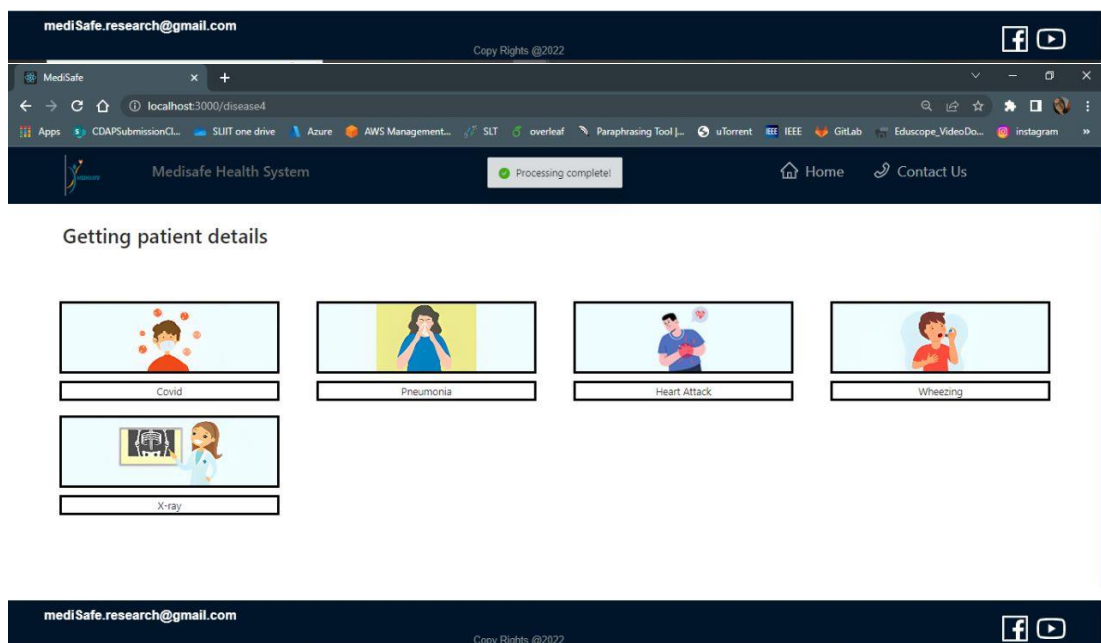 mediSafe.research@gmail.com
Copy Rights @2022
MediSafe
localhost:3000/disease4
Apps CDAPSubmissionCl... SLIIT one drive Azure AWS Management... SLT overleaf Paraphrasing Tool |... uTorrent IEEE IEEE GitLab Eduscope_VideoDo... instagram »
MEDISAFE Medisafe Health System Processing complete! Home Contact Us
Getting patient details
Covid Pneumonia Heart Attack Wheezing
X-ray
mediSafe.research@gmail.com
Copy Rights @2022